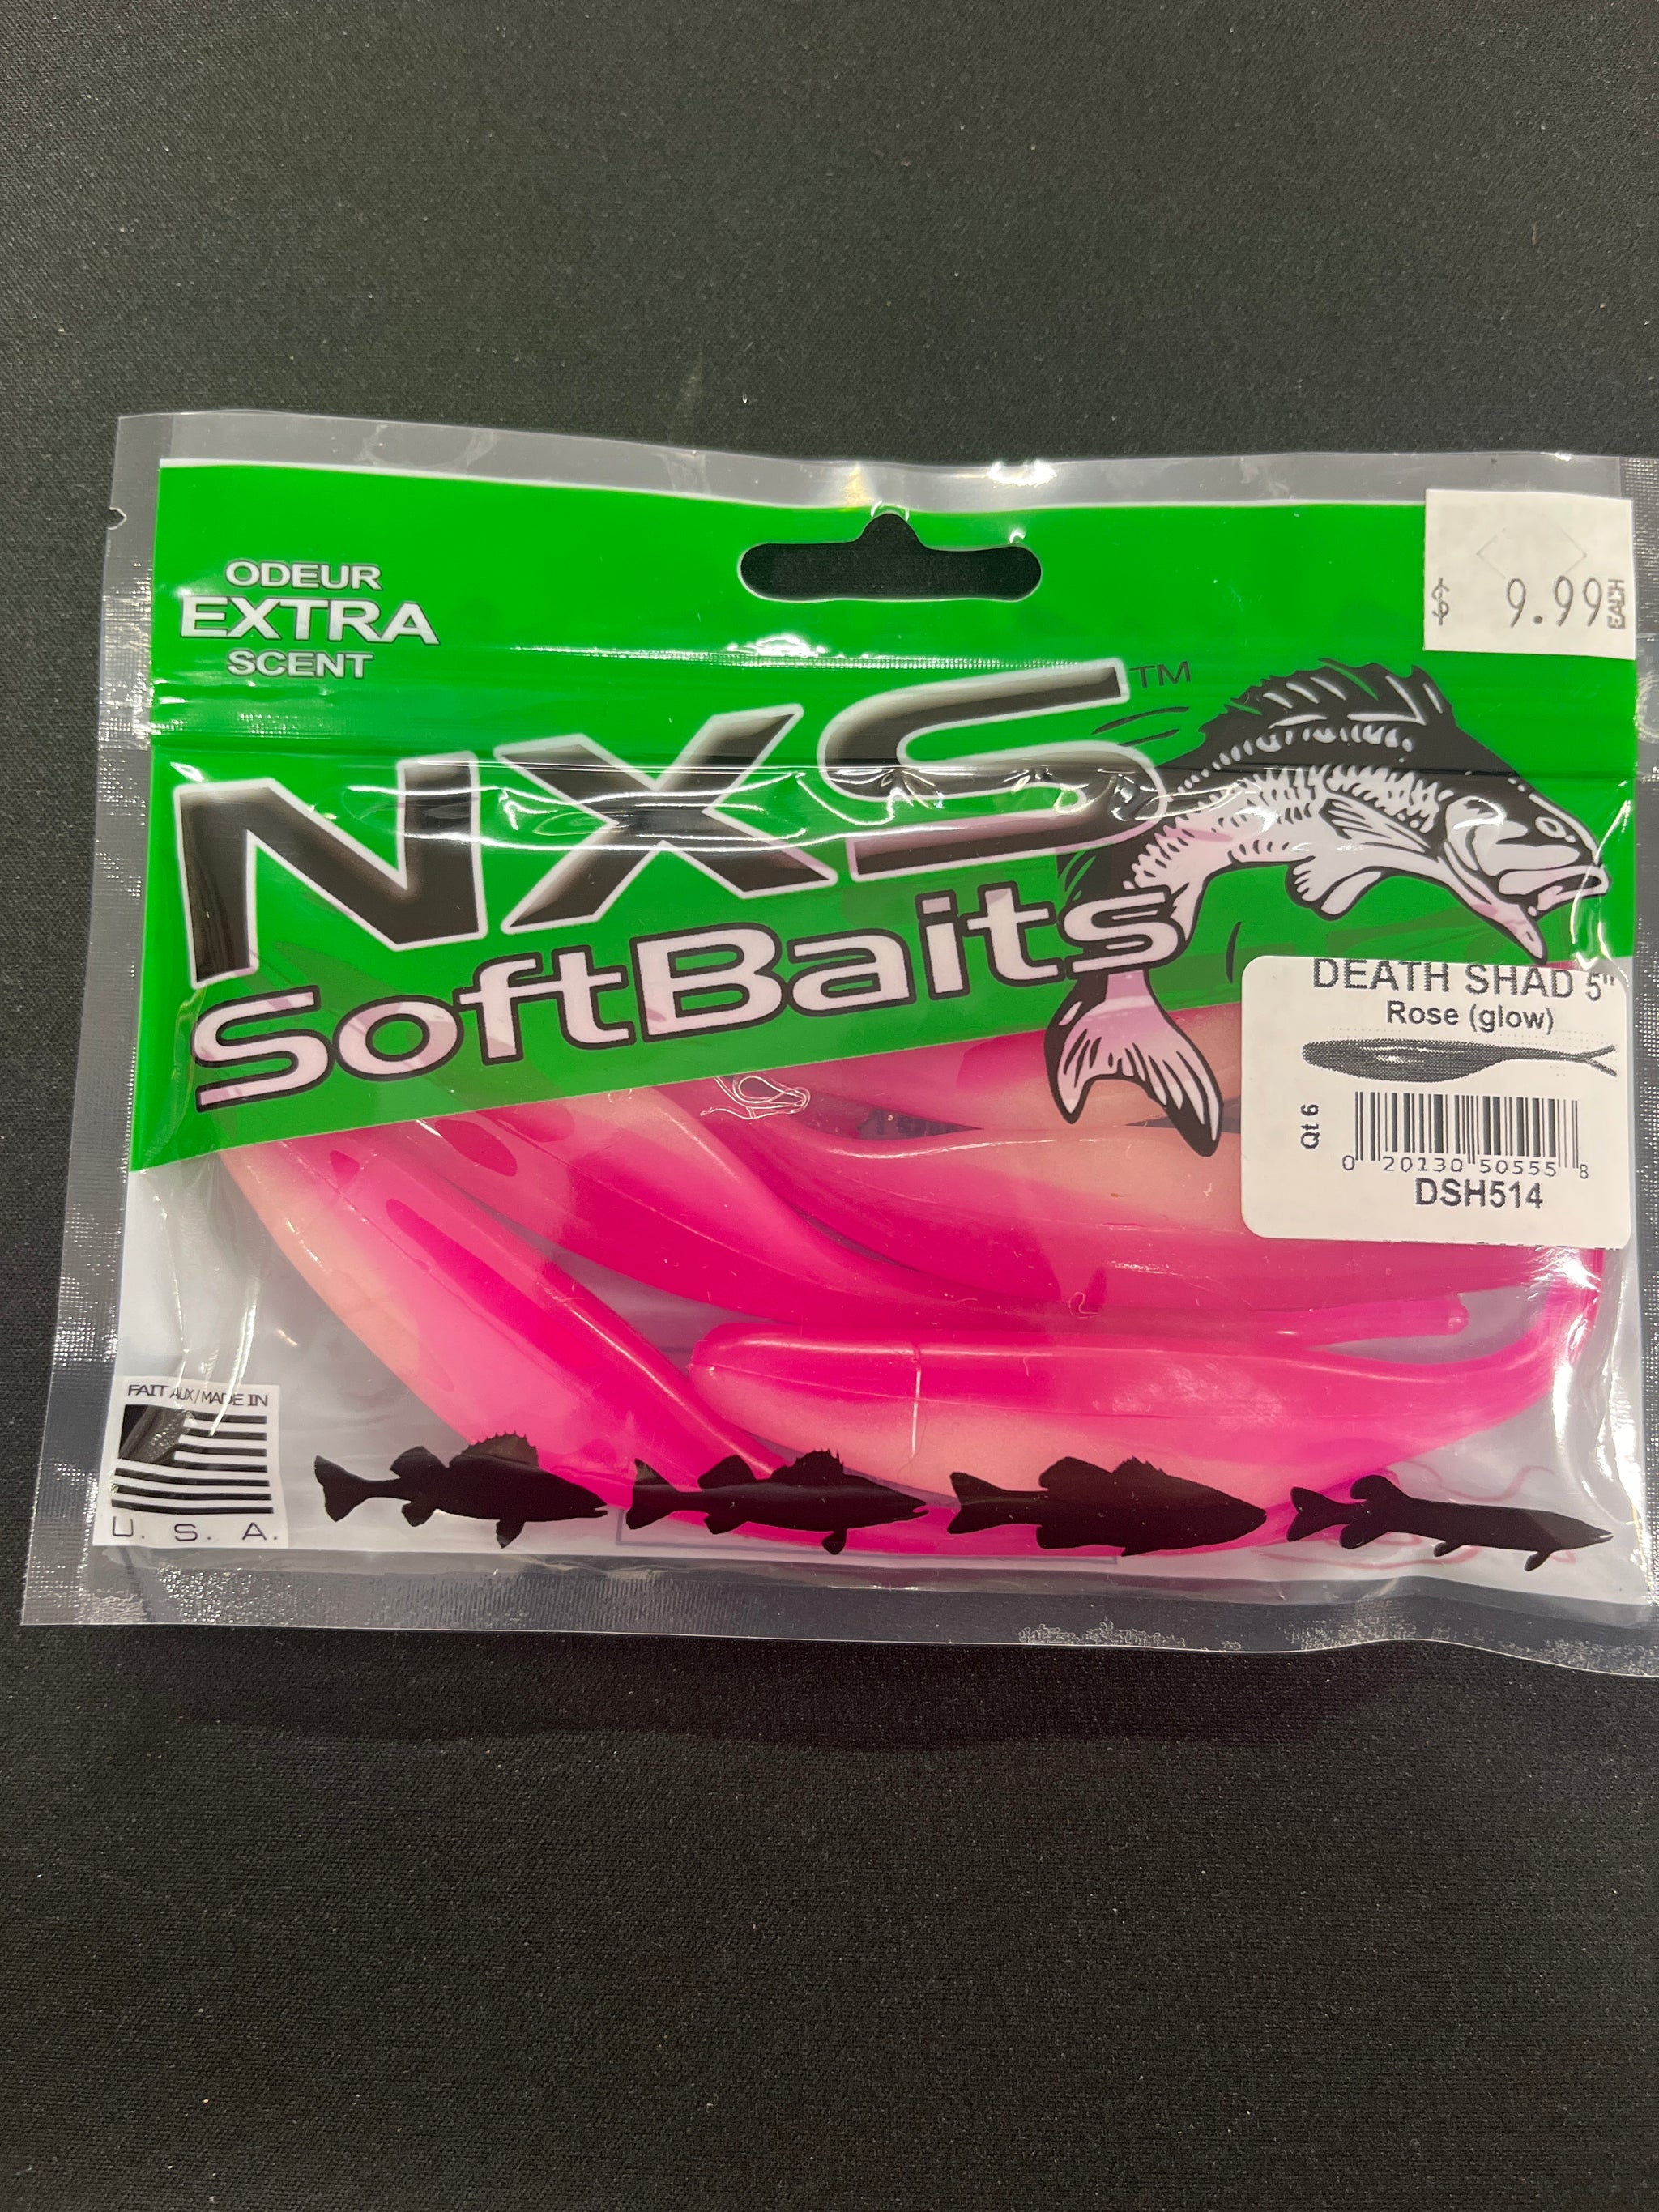 ODEUR
EXTRA
SCENT
$ 9.99 EACH
NXS™
SoftBaits
DEATH SHAD 5"
Rose (glow)
Qt 6
0 20130 50555 8
DSH514
FAIT AUX/MADE IN
U. S. A.